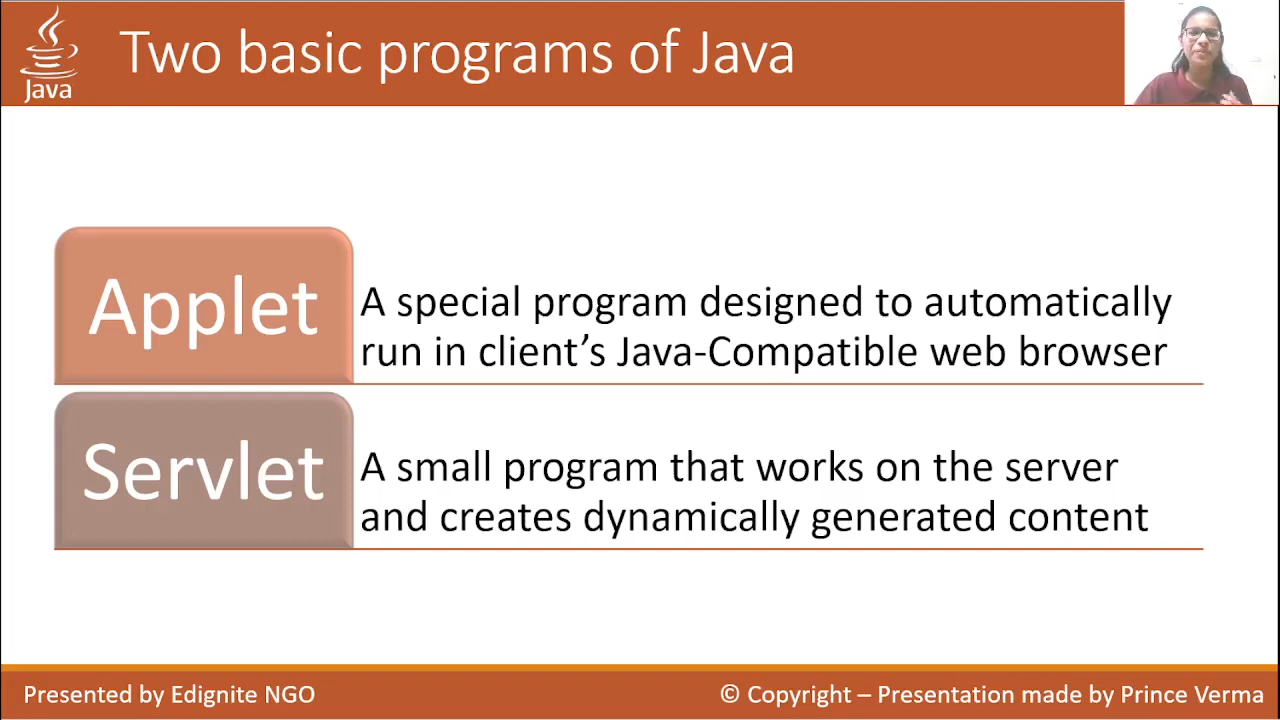 Java
Two basic programs of Java
Applet
A special program designed to automatically
run in client’s Java-Compatible web browser
Servlet
A small program that works on the server
and creates dynamically generated content
Presented by Edignite NGO
© Copyright – Presentation made by Prince Verma